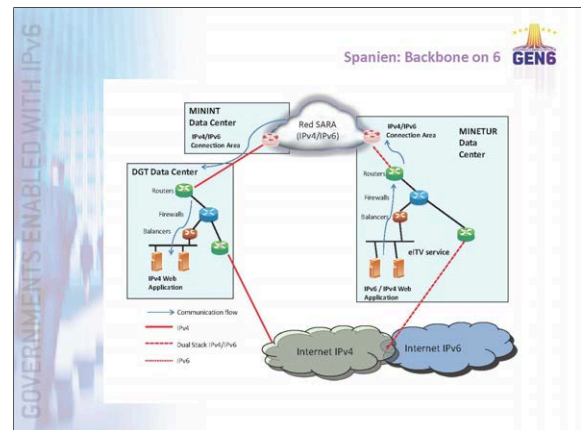 GOVERNMENTS ENABLED WITH IPv6
Spanien: Backbone on 6
GEN6
MININT
Data Center
IPv4/IPv6
Connection Area
Red SARA
(IPv4/IPv6)
IPv4/IPv6
Connection Area
MINETUR
Data
Center
DGT Data Center
Routers
Firewalls
Balancers
IPv4 Web
Application
Routers
Firewalls
Balancers
eITV service
IPv6 / IPv4 Web
Application
Communication flow
IPv4
Dual Stack IPv4/IPv6
IPv6
Internet IPv4
Internet IPv6